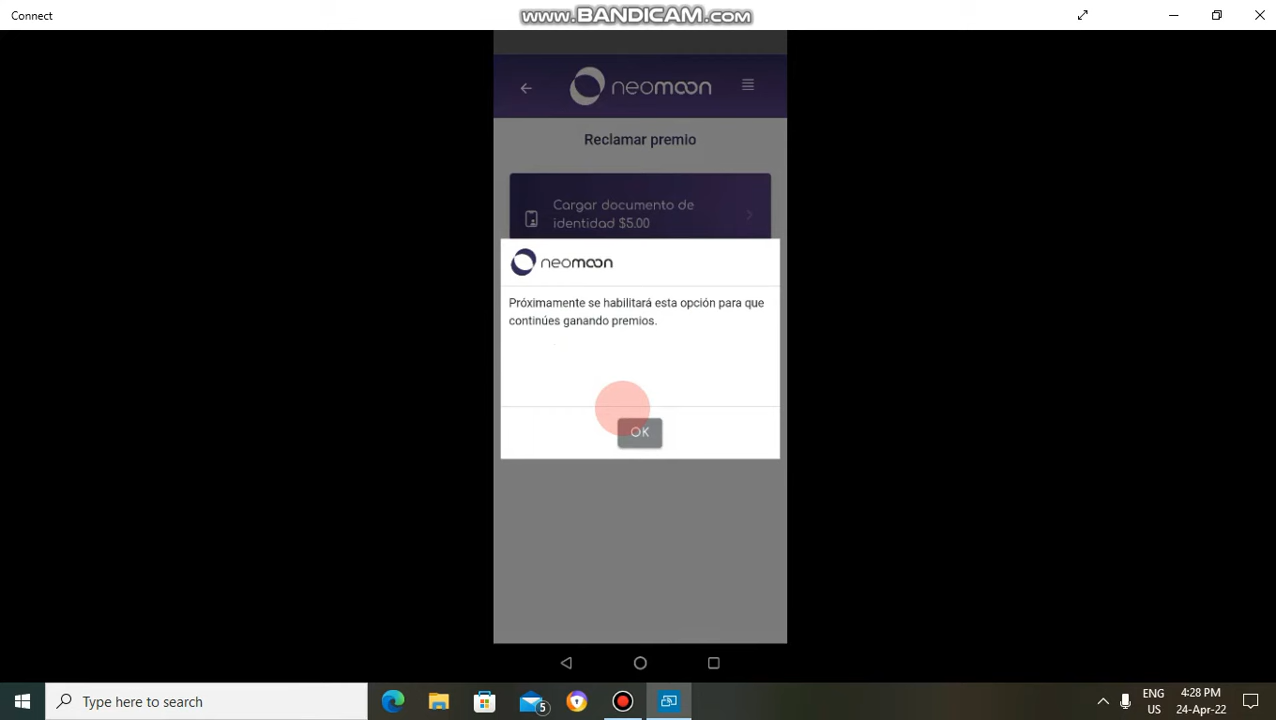 Connect
www.BANDICAM.com
neomoon
Reclamar premio
Cargar documento de
identidad $5.00
neomoon
Próximamente se habilitará esta opción para que
continúes ganando premios.
OK
Type here to search
5
ENG
US
4:28 PM
24-Apr-22